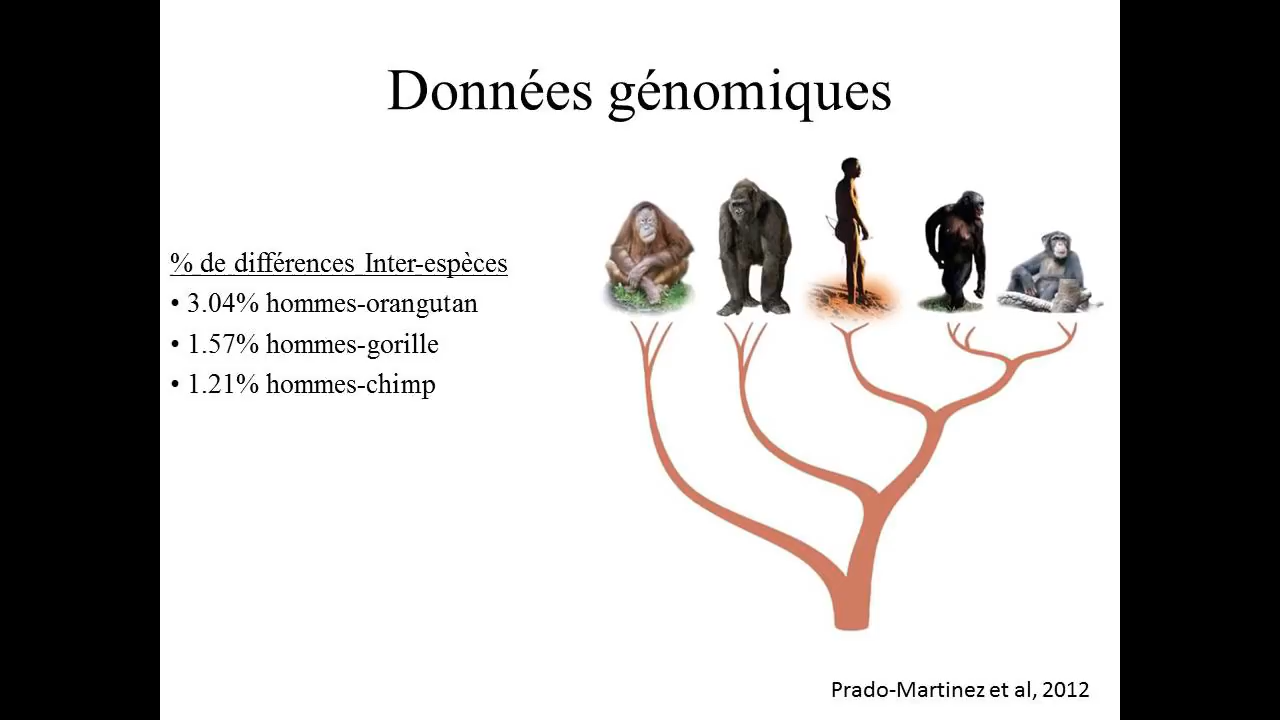 Données génomiques
% de différences Inter-espèces
• 3.04% hommes-orangutan
• 1.57% hommes-gorille
• 1.21% hommes-chimp
Prado-Martinez et al, 2012